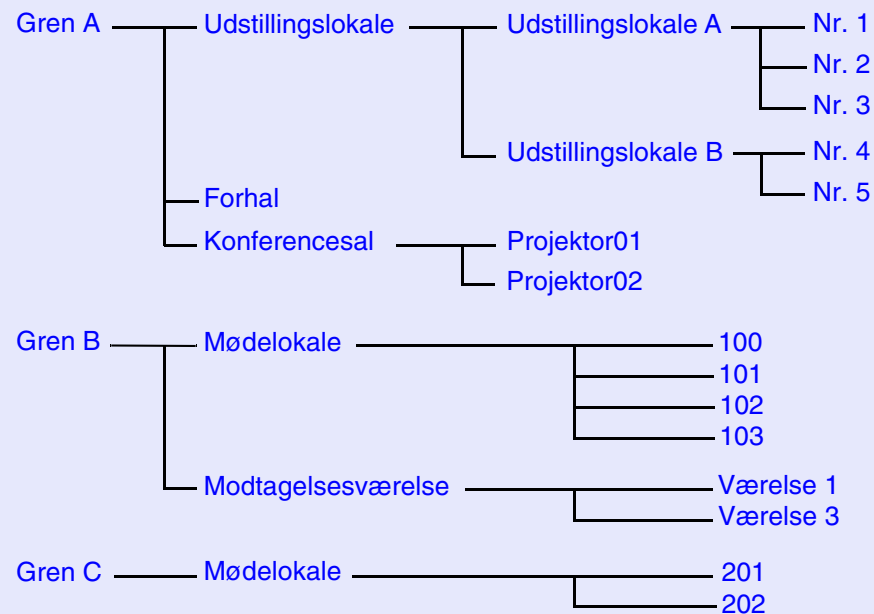 Gren A Udstillingslokale Udstillingslokale A Nr. 1
Nr. 2
Nr. 3
Udstillingslokale B Nr. 4
Nr. 5
Forhal
Konferencesal Projektor01
Projektor02
Gren B Mødelokale 100
101
102
103
Modtagelsesværelse Værelse 1
Værelse 3
Gren C Mødelokale 201
202